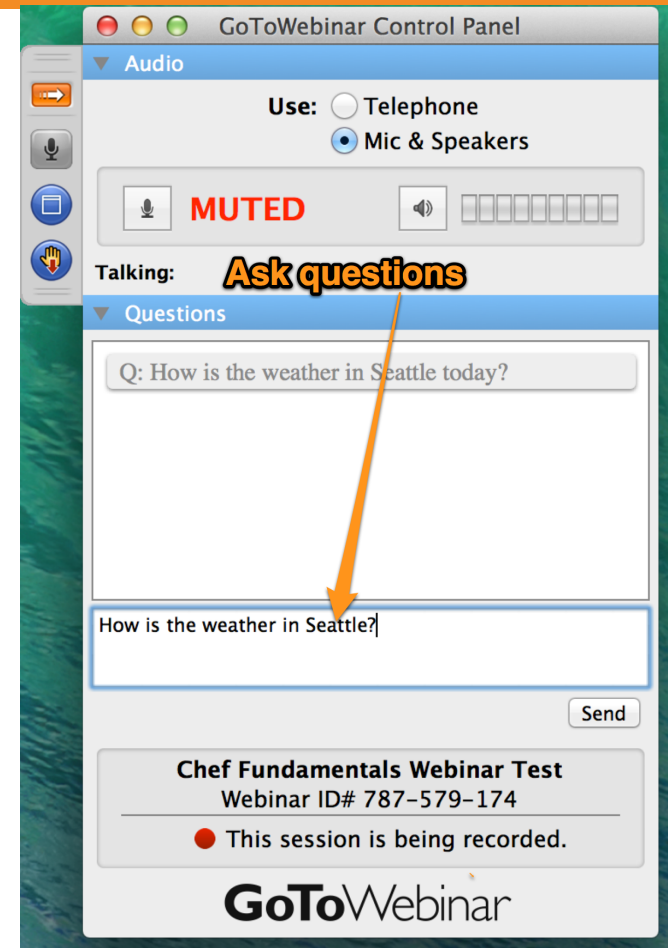 GoToWebinar Control Panel
Audio
Use: Telephone
Mic & Speakers
MUTED
Talking:
Ask questions
Questions
Q: How is the weather in Seattle today?
How is the weather in Seattle?
Send
Chef Fundamentals Webinar Test
Webinar ID# 787-579-174
This session is being recorded.
GoToWebinar